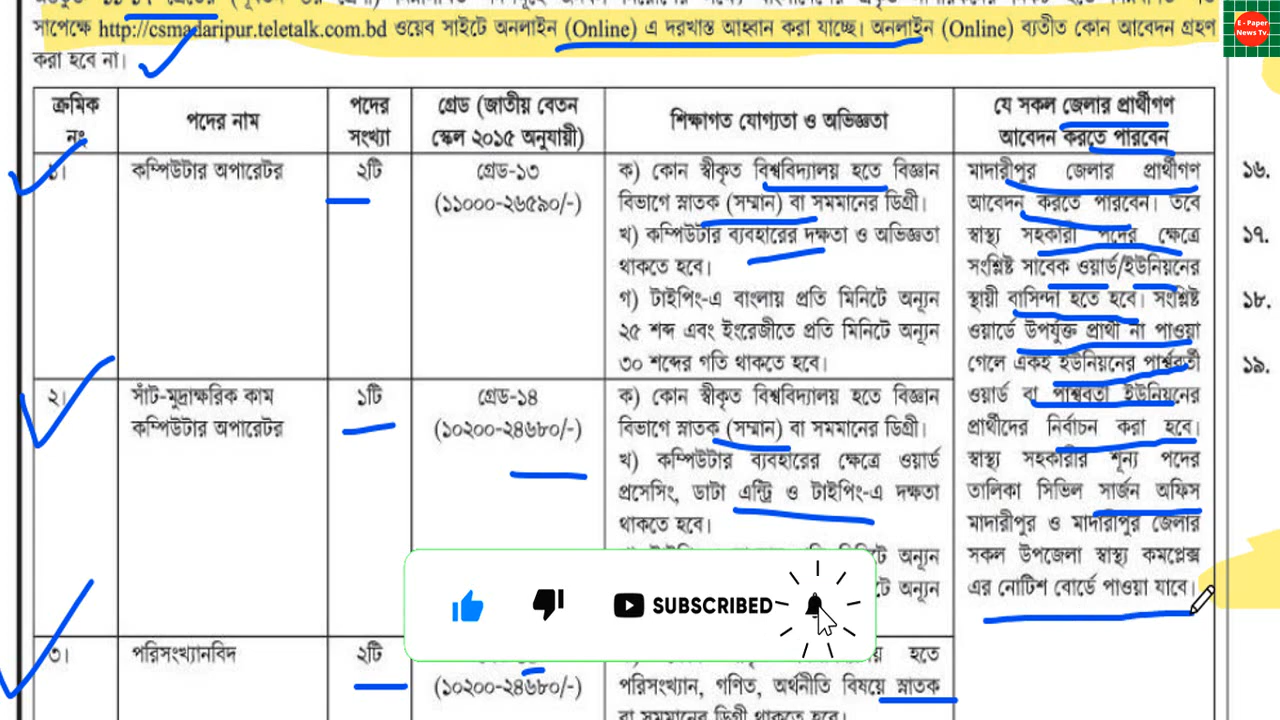 সাপেক্ষে http://csmadaripur.teletalk.com.bd ওয়েব সাইটে অনলাইন (Online) এ দরখাস্ত আহ্বান করা যাচ্ছে। অনলাইন (Online) ব্যতীত কোন আবেদন গ্রহণ
করা হবে না।
E - Paper
News Tv.
ক্রমিক
নং
পদের নাম
পদের
সংখ্যা
গ্রেড (জাতীয় বেতন
স্কেল ২০১৫ অনুযায়ী)
শিক্ষাগত যোগ্যতা ও অভিজ্ঞতা
যে সকল জেলার প্রার্থীগণ
আবেদন করতে পারবেন
১।
কম্পিউটার অপারেটর
২টি
গ্রেড-১৩
(১১০০০-২৬৫৯০/-)
ক) কোন স্বীকৃত বিশ্ববিদ্যালয় হতে বিজ্ঞান
বিভাগে স্নাতক (সম্মান) বা সমমানের ডিগ্রী।
খ) কম্পিউটার ব্যবহারের দক্ষতা ও অভিজ্ঞতা
থাকতে হবে।
গ) টাইপিং-এ বাংলায় প্রতি মিনিটে অন্যূন
২৫ শব্দ এবং ইংরেজীতে প্রতি মিনিটে অন্যূন
৩০ শব্দের গতি থাকতে হবে।
মাদারীপুর জেলার প্রার্থীগণ
আবেদন করতে পারবেন। তবে
স্বাস্থ্য সহকারী পদের ক্ষেত্রে
সংশ্লিষ্ট সাবেক ওয়ার্ড/ইউনিয়নের
স্থায়ী বাসিন্দা হতে হবে। সংশ্লিষ্ট
ওয়ার্ডে উপর্যুক্ত প্রার্থী না পাওয়া
গেলে একই ইউনিয়নের পার্শ্ববর্তী
ওয়ার্ড বা পার্শ্ববর্তী ইউনিয়নের
প্রার্থীদের নির্বাচন করা হবে।
স্বাস্থ্য সহকারীর শূন্য পদের
তালিকা সিভিল সার্জন অফিস
মাদারীপুর ও মাদারীপুর জেলার
সকল উপজেলা স্বাস্থ্য কমপ্লেক্স
এর নোটিশ বোর্ডে পাওয়া যাবে।
২।
সাঁট-মুদ্রাক্ষরিক কাম
কম্পিউটার অপারেটর
১টি
গ্রেড-১৪
(১০২০০-২৪৬৮০/-)
ক) কোন স্বীকৃত বিশ্ববিদ্যালয় হতে বিজ্ঞান
বিভাগে স্নাতক (সম্মান) বা সমমানের ডিগ্রী।
খ) কম্পিউটার ব্যবহারের ক্ষেত্রে ওয়ার্ড
প্রসেসিং, ডাটা এন্ট্রি ও টাইপিং-এ দক্ষতা
থাকতে হবে।
অন্যূন
অন্যূন
SUBSCRIBED
৩।
পরিসংখ্যানবিদ
২টি
(১০২০০-২৪৬৮০/-)
হতে
পরিসংখ্যান, গণিত, অর্থনীতি বিষয়ে স্নাতক
বা সমমানের ডিগ্রী থাকতে হবে।
১৬.
১৭.
১৮.
১৯.